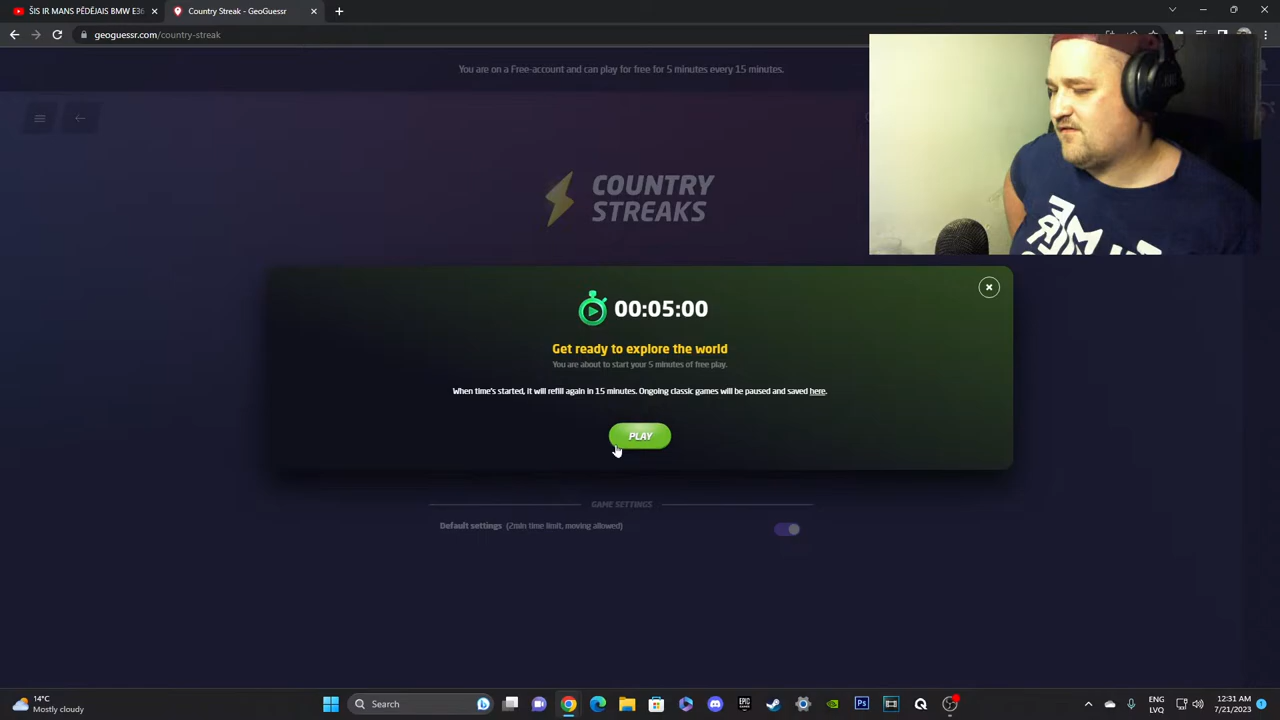 ŠIS IR MANS PĒDĒJAIS BMW E36
Country Streak - GeoGuessr
geoguessr.com/country-streak
You are on a Free-account and can play for free for 5 minutes every 15 minutes.
COUNTRY
STREAKS
00:05:00
Get ready to explore the world
You are about to start your 5 minutes of free play.
When time's started, it will refill again in 15 minutes. Ongoing classic games will be paused and saved here.
PLAY
GAME SETTINGS
Default settings (2min time limit, moving allowed)
14°C
Mostly cloudy
Search
ENG
LVQ
12:31 AM
7/21/2023